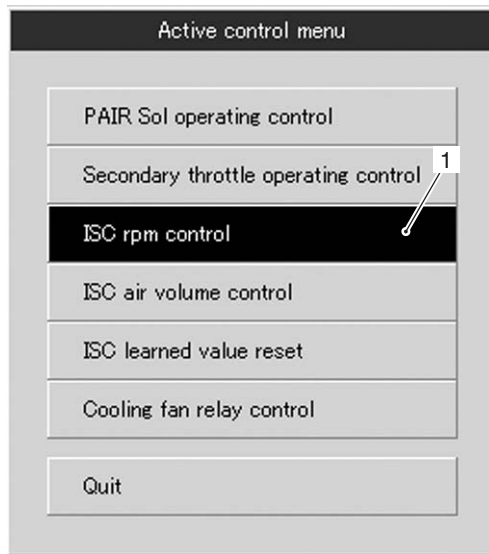 Active control menu
PAIR Sol operating control
Secondary throttle operating control
1
ISC rpm control
ISC air volume control
ISC learned value reset
Cooling fan relay control
Quit